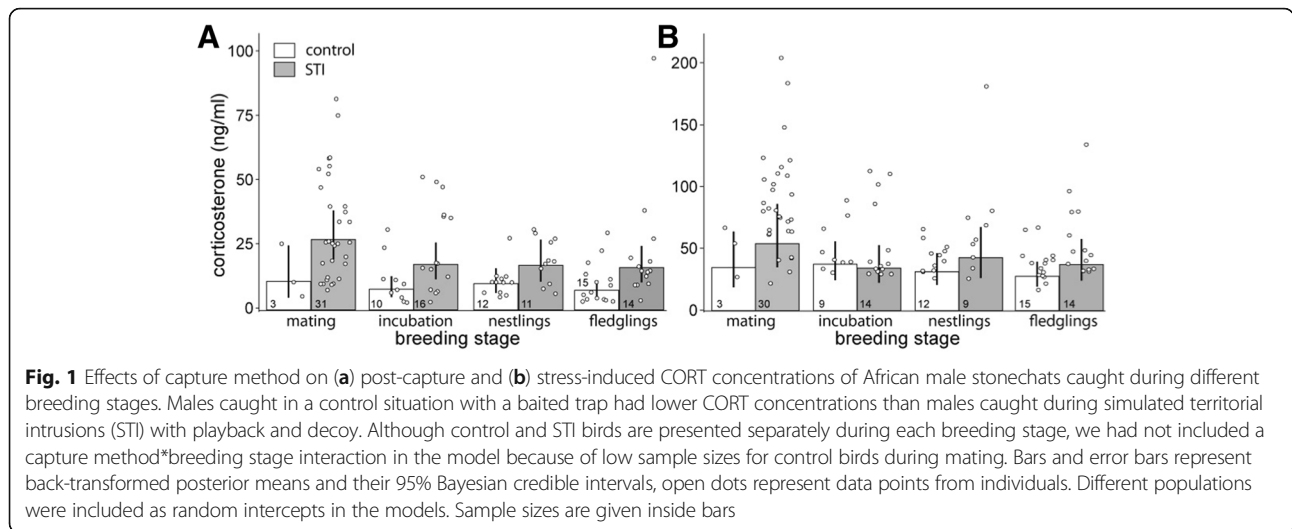 A
B
control
STI
corticosterone (ng/ml)
100
75
50
25
0
3
31
10
16
12
11
15
14
mating
incubation
nestlings
fledglings
breeding stage
200
150
100
50
0
3
30
9
14
12
9
15
14
mating
incubation
nestlings
fledglings
breeding stage
Fig. 1 Effects of capture method on (a) post-capture and (b) stress-induced CORT concentrations of African male stonechats caught during different
breeding stages. Males caught in a control situation with a baited trap had lower CORT concentrations than males caught during simulated territorial
intrusions (STI) with playback and decoy. Although control and STI birds are presented separately during each breeding stage, we had not included a
capture method*breeding stage interaction in the model because of low sample sizes for control birds during mating. Bars and error bars represent
back-transformed posterior means and their 95% Bayesian credible intervals, open dots represent data points from individuals. Different populations
were included as random intercepts in the models. Sample sizes are given inside bars